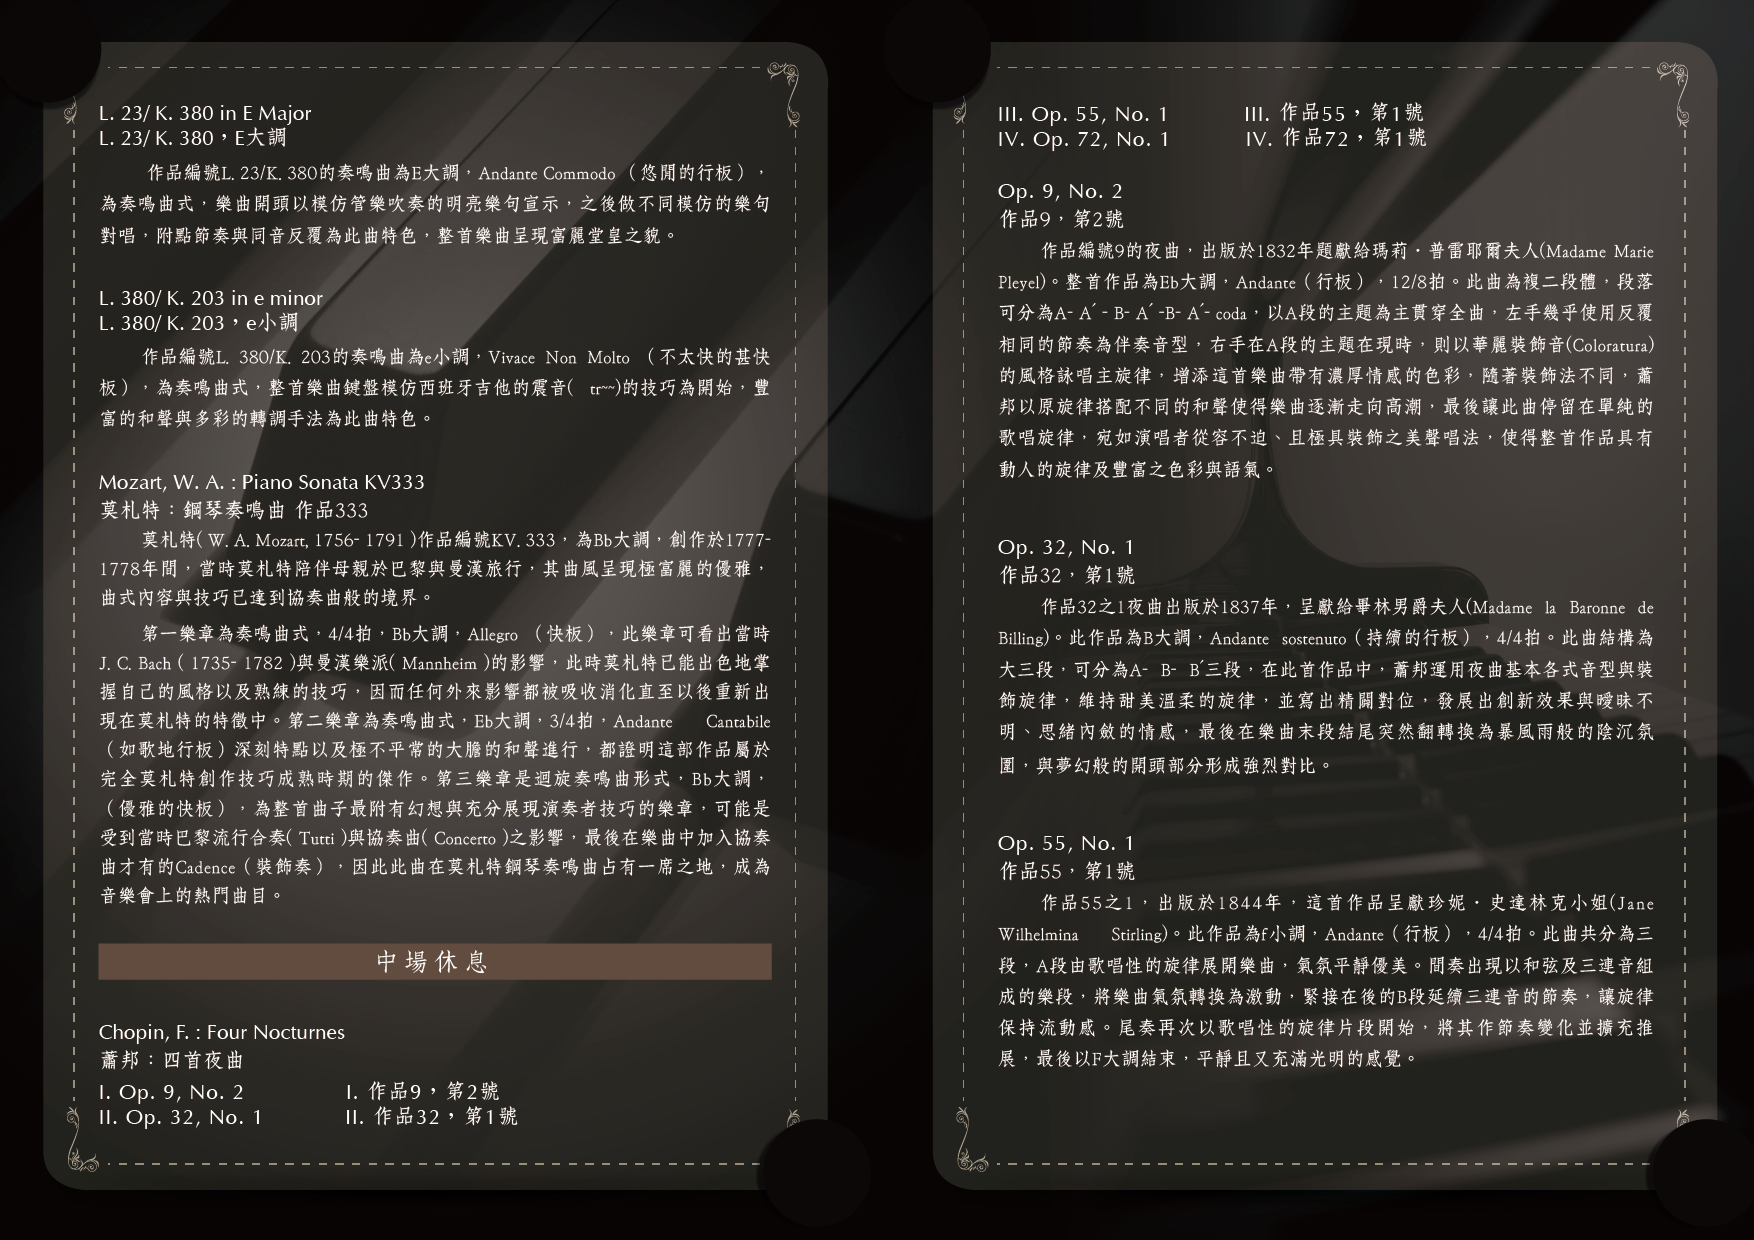 L. 23/ K. 380 in E Major
L. 23/ K. 380，E大調
作品編號L. 23/K. 380的奏鳴曲為E大調，Andante Commodo （悠閒的行板），
為奏鳴曲式，樂曲開頭以模仿管樂吹奏的明亮樂句宣示，之後做不同模仿的樂句
對唱，附點節奏與同音反覆為此曲特色，整首樂曲呈現富麗堂皇之貌。
L. 380/ K. 203 in e minor
L. 380/ K. 203，e小調
作品編號L. 380/K. 203的奏鳴曲為e小調，Vivace Non Molto （不太快的甚快
板），為奏鳴曲式，整首樂曲鍵盤模仿西班牙吉他的震音( tr~~)的技巧為開始，豐
富的和聲與多彩的轉調手法為此曲特色。
Mozart, W. A. : Piano Sonata KV333
莫札特：鋼琴奏鳴曲 作品333
莫札特( W. A. Mozart, 1756- 1791 )作品編號KV. 333，為Bb大調，創作於1777-
1778年間，當時莫札特陪伴母親於巴黎與曼漢旅行，其曲風呈現極富麗的優雅，
曲式內容與技巧已達到協奏曲般的境界。
第一樂章為奏鳴曲式，4/4拍，Bb大調，Allegro （快板），此樂章可看出當時
J. C. Bach ( 1735- 1782 )與曼漢樂派( Mannheim )的影響，此時莫札特已能出色地掌
握自己的風格以及熟練的技巧，因而任何外來影響都被吸收消化直至以後重新出
現在莫札特的特徵中。第二樂章為奏鳴曲式，Eb大調，3/4拍，Andante Cantabile
（如歌地行板）深刻特點以及極不平常的大膽的和聲進行，都證明這部作品屬於
完全莫札特創作技巧成熟時期的傑作。第三樂章是迴旋奏鳴曲形式，Bb大調，
（優雅的快板），為整首曲子最附有幻想與充分展現演奏者技巧的樂章，可能是
受到當時巴黎流行合奏( Tutti )與協奏曲( Concerto )之影響，最後在樂曲中加入協奏
曲才有的Cadence（裝飾奏），因此此曲在莫札特鋼琴奏鳴曲占有一席之地，成為
音樂會上的熱門曲目。
中場休息
Chopin, F. : Four Nocturnes
蕭邦：四首夜曲
I. Op. 9, No. 2 I. 作品9，第2號
II. Op. 32, No. 1 II. 作品32，第1號
III. Op. 55, No. 1 III. 作品55，第1號
IV. Op. 72, No. 1 IV. 作品72，第1號
Op. 9, No. 2
作品9，第2號
作品編號9的夜曲，出版於1832年題獻給瑪莉・普雷耶爾夫人(Madame Marie
Pleyel)。整首作品為Eb大調，Andante（行板），12/8拍。此曲為複二段體，段落
可分為A- A´ - B- A´ -B- A´- coda，以A段的主題為主貫穿全曲，左手幾乎使用反覆
相同的節奏為伴奏音型，右手在A段的主題在現時，則以華麗裝飾音(Coloratura)
的風格詠唱主旋律，增添這首樂曲帶有濃厚情感的色彩，隨著裝飾法不同，蕭
邦以原旋律搭配不同的和聲使得樂曲逐漸走向高潮，最後讓此曲停留在單純的
歌唱旋律，宛如演唱者從容不迫、且極具裝飾之美聲唱法，使得整首作品具有
動人的旋律及豐富之色彩與語氣。
Op. 32, No. 1
作品32，第1號
作品32之1夜曲出版於1837年，呈獻給畢林男爵夫人(Madame la Baronne de
Billing)。此作品為B大調，Andante sostenuto（持續的行板），4/4拍。此曲結構為
大三段，可分為A- B- B´三段，在此首作品中，蕭邦運用夜曲基本各式音型與裝
飾旋律，維持甜美溫柔的旋律，並寫出精闢對位，發展出創新效果與曖昧不
明、思緒內斂的情感，最後在樂曲末段結尾突然翻轉換為暴風雨般的陰沉氛
圍，與夢幻般的開頭部分形成強烈對比。
Op. 55, No. 1
作品55，第1號
作品55之1，出版於1844年，這首作品呈獻珍妮・史達林克小姐(Jane
Wilhelmina Stirling)。此作品為f小調，Andante（行板），4/4拍。此曲共分為三
段，A段由歌唱性的旋律展開樂曲，氣氛平靜優美。間奏出現以和弦及三連音組
成的樂段，將樂曲氣氛轉換為激動，緊接在後的B段延續三連音的節奏，讓旋律
保持流動感。尾奏再次以歌唱性的旋律片段開始，將其作節奏變化並擴充推
展，最後以F大調結束，平靜且又充滿光明的感覺。